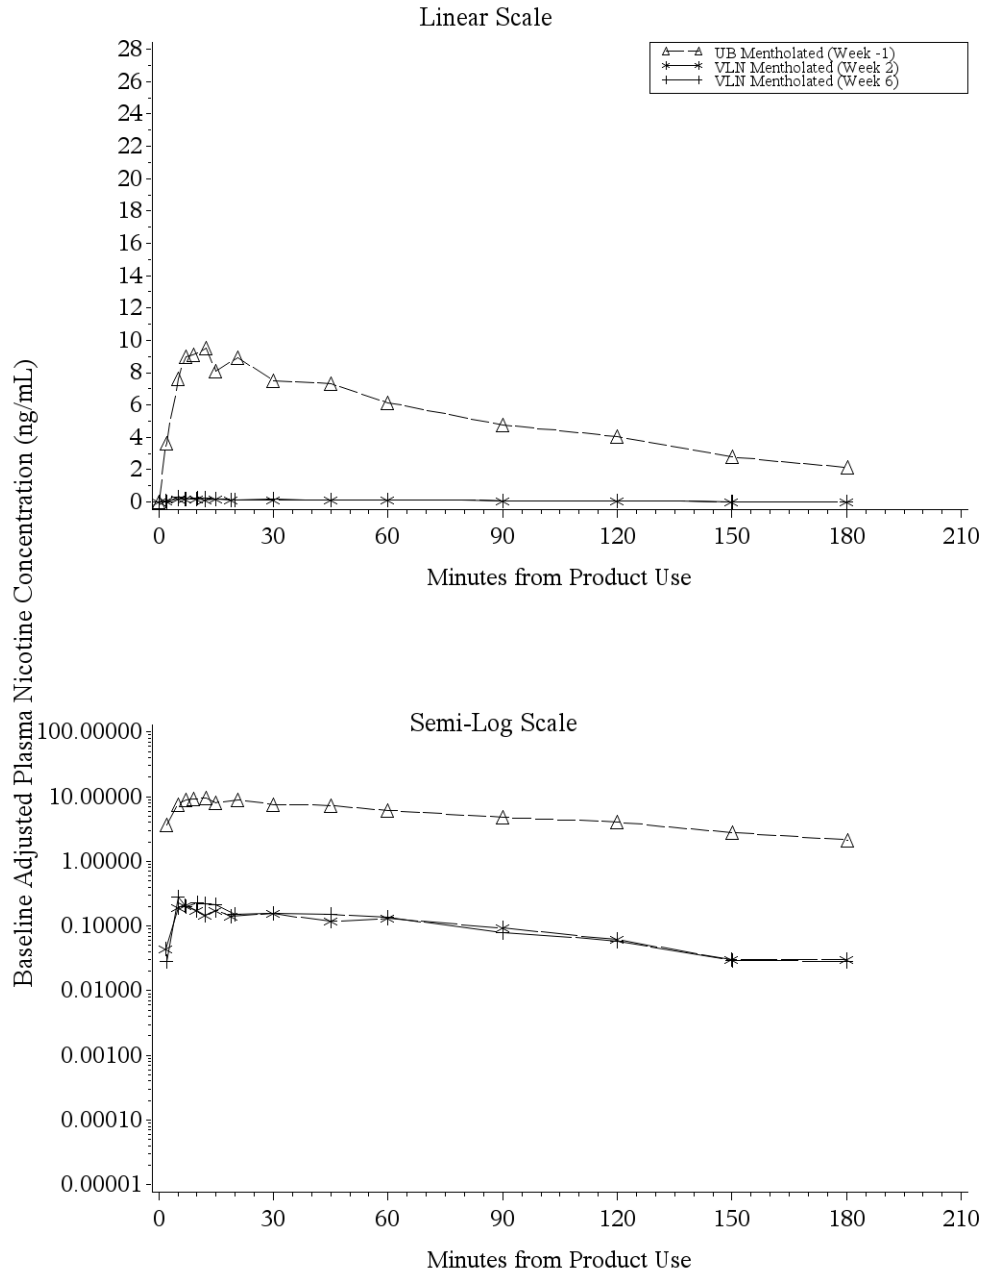 Linear Scale
28
26
24
22
20
18
16
14
12
10
8
6
4
2
0
UB Mentholated (Week -1)
VLN Mentholated (Week 2)
VLN Mentholated (Week 6)
0 30 60 90 120 150 180 210
Minutes from Product Use
Baseline Adjusted Plasma Nicotine Concentration (ng/mL)
Semi-Log Scale
100.00000
10.00000
1.00000
0.10000
0.01000
0.00100
0.00010
0.00001
0 30 60 90 120 150 180 210
Minutes from Product Use